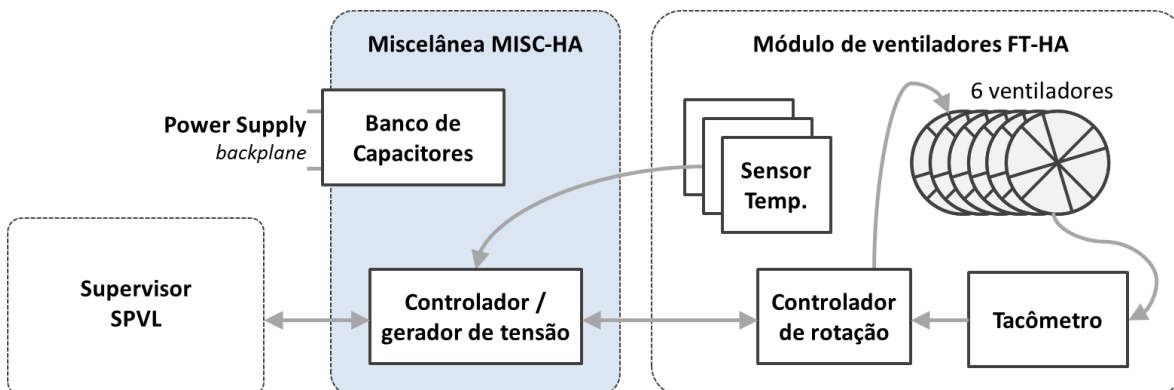 Miscelânea MISC-HA
Módulo de ventiladores FT-HA
6 ventiladores
Power Supply
backplane
Banco de
Capacitores
Sensor
Temp.
Supervisor
SPVL
Controlador /
gerador de tensão
Controlador
de rotação
Tacômetro